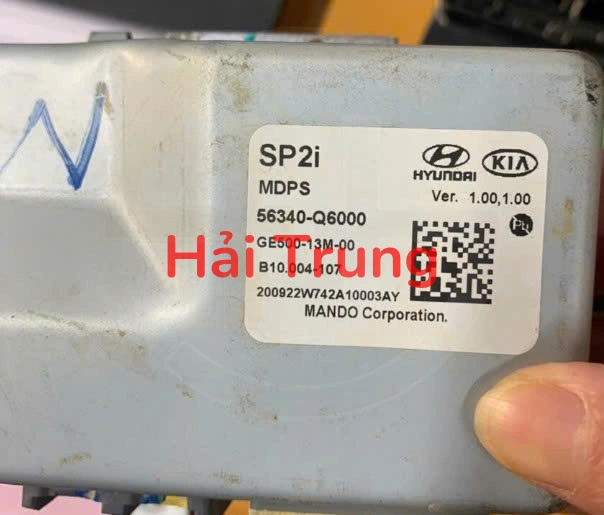 N
SP2i
HYUNDAI
KIA
MDPS
Ver. 1.00,1.00
56340-Q6000
Pb
GE500-13M-00
Hải Trung
B10.004-107
200922W742A10003AY
MANDO Corporation.